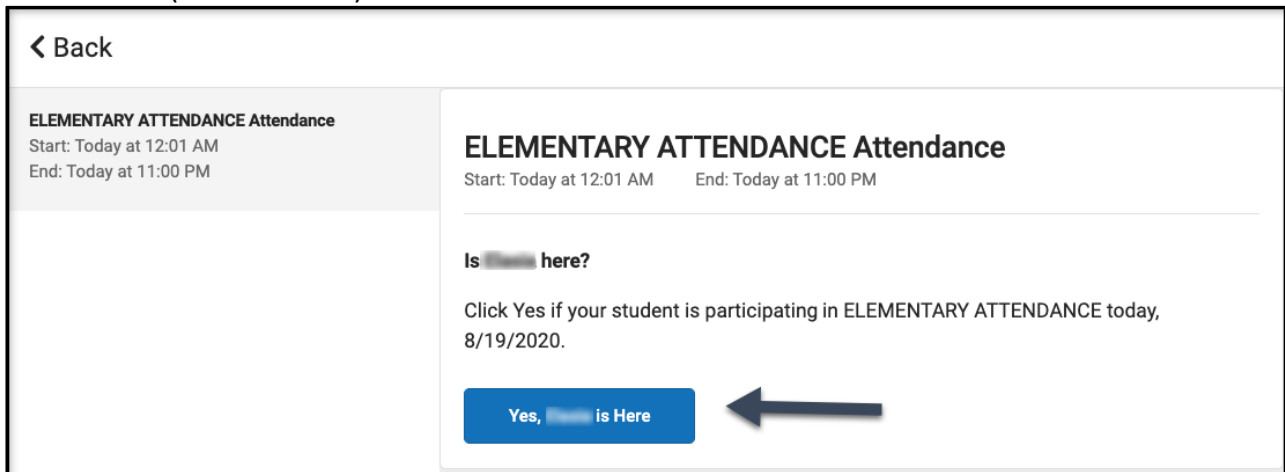 Back
ELEMENTARY ATTENDANCE Attendance
Start: Today at 12:01 AM
End: Today at 11:00 PM
ELEMENTARY ATTENDANCE Attendance
Start: Today at 12:01 AM End: Today at 11:00 PM
Is here?
Click Yes if your student is participating in ELEMENTARY ATTENDANCE today,
8/19/2020.
Yes, is Here